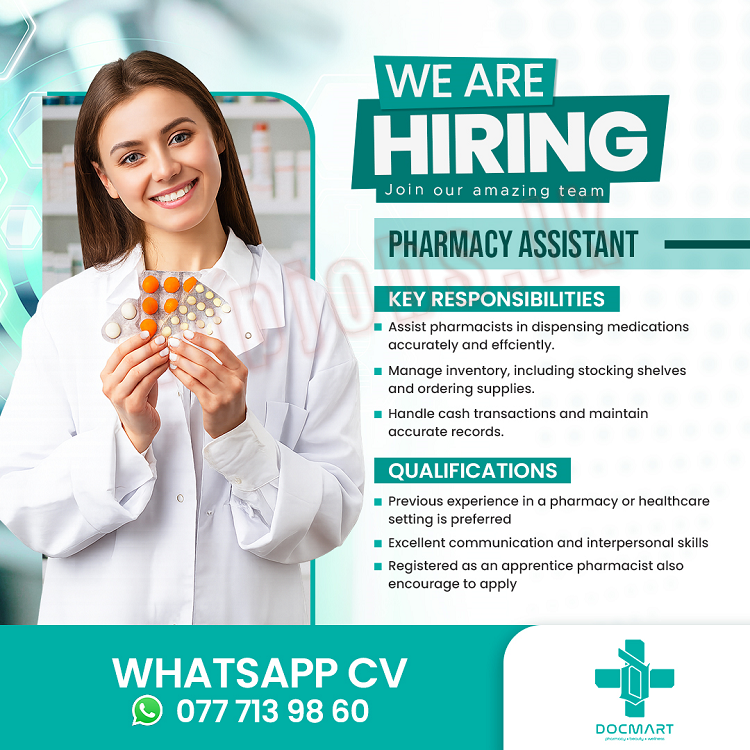 WE ARE
HIRING
Join our amazing team
PHARMACY ASSISTANT
KEY RESPONSIBILITIES
Assist pharmacists in dispensing medications
accurately and effciently.
Manage inventory, including stocking shelves
and ordering supplies.
Handle cash transactions and maintain
accurate records.
QUALIFICATIONS
Previous experience in a pharmacy or healthcare
setting is preferred
Excellent communication and interpersonal skills
Registered as an apprentice pharmacist also
encourage to apply
WHATSAPP CV
077 713 98 60
DOCMART
pharmacy • beauty • wellness